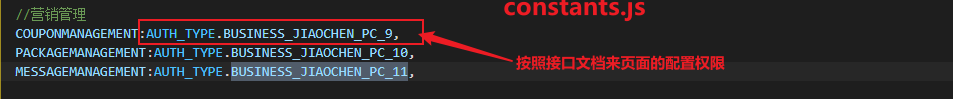 //营销管理
constants.js
COUPONMANAGEMENT:AUTH_TYPE.BUSINESS_JIAOCHEN_PC_9,
PACKAGEMANAGEMENT:AUTH_TYPE.BUSINESS_JIAOCHEN_PC_10,
MESSAGEMANAGEMENT:AUTH_TYPE.BUSINESS_JIAOCHEN_PC_11,
按照接口文档来页面的配置权限